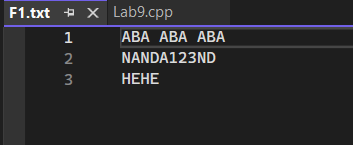 F1.txt Lab9.cpp
1 ABA ABA ABA
2 NANDA123ND
3 HEHE